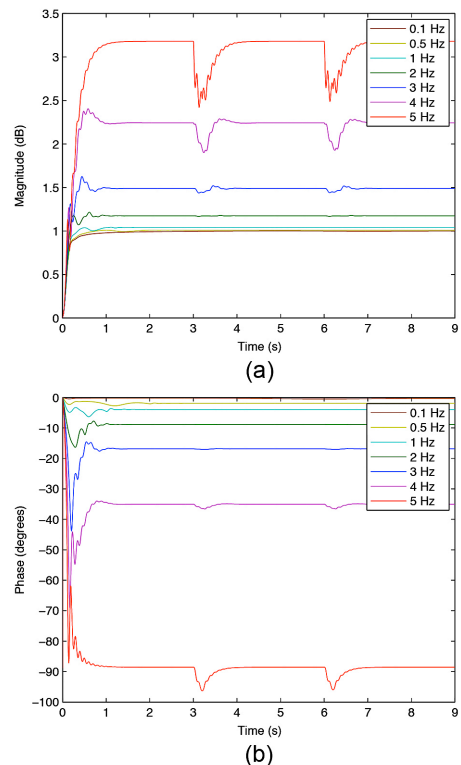 3.5
3
2.5
2
1.5
1
0.5
0
Magnitude (dB)
0.1 Hz
0.5 Hz
1 Hz
2 Hz
3 Hz
4 Hz
5 Hz
0 1 2 3 4 5 6 7 8 9
Time (s)
(a)
0
−10
−20
−30
−40
−50
−60
−70
−80
−90
−100
Phase (degrees)
0.1 Hz
0.5 Hz
1 Hz
2 Hz
3 Hz
4 Hz
5 Hz
0 1 2 3 4 5 6 7 8 9
Time (s)
(b)